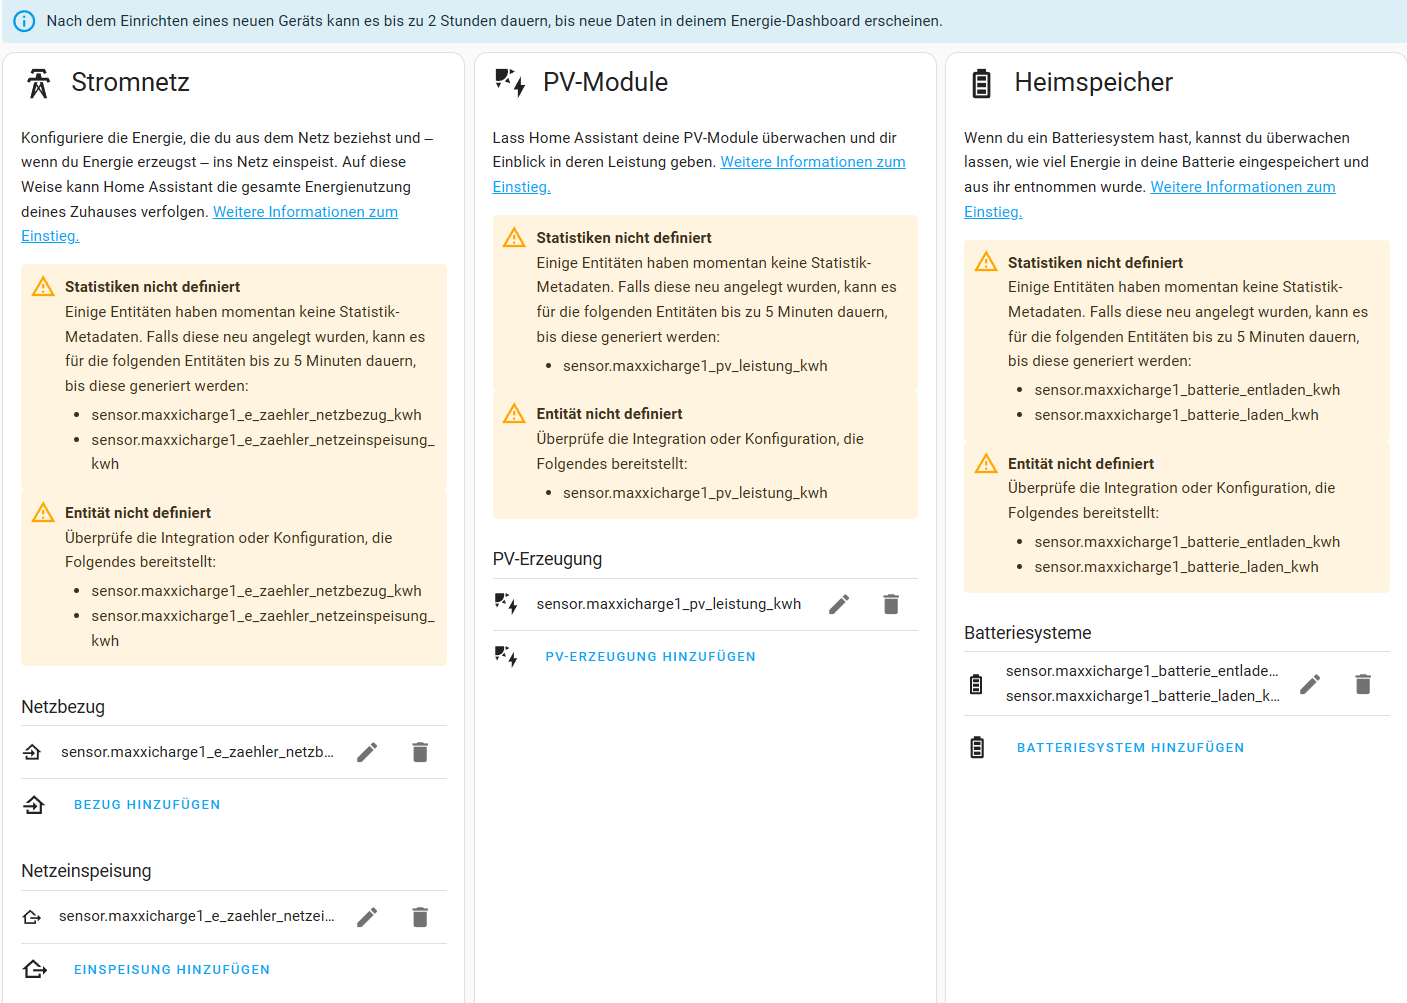 Nach dem Einrichten eines neuen Geräts kann es bis zu 2 Stunden dauern, bis neue Daten in deinem Energie-Dashboard erscheinen.
Stromnetz
Konfiguriere die Energie, die du aus dem Netz beziehst und –
wenn du Energie erzeugst – ins Netz einspeist. Auf diese
Weise kann Home Assistant die gesamte Energienutzung
deines Zuhauses verfolgen. Weitere Informationen zum
Einstieg.
Statistiken nicht definiert
Einige Entitäten haben momentan keine Statistik-
Metadaten. Falls diese neu angelegt wurden, kann es
für die folgenden Entitäten bis zu 5 Minuten dauern,
bis diese generiert werden:
• sensor.maxxicharge1_e_zaehler_netzbezug_kwh
• sensor.maxxicharge1_e_zaehler_netzeinspeisung_
kwh
Entität nicht definiert
Überprüfe die Integration oder Konfiguration, die
Folgendes bereitstellt:
• sensor.maxxicharge1_e_zaehler_netzbezug_kwh
• sensor.maxxicharge1_e_zaehler_netzeinspeisung_
kwh
Netzbezug
sensor.maxxicharge1_e_zaehler_netzb...
BEZUG HINZUFÜGEN
Netzeinspeisung
sensor.maxxicharge1_e_zaehler_netzei...
EINSPEISUNG HINZUFÜGEN
PV-Module
Lass Home Assistant deine PV-Module überwachen und dir
Einblick in deren Leistung geben. Weitere Informationen zum
Einstieg.
Statistiken nicht definiert
Einige Entitäten haben momentan keine Statistik-
Metadaten. Falls diese neu angelegt wurden, kann es
für die folgenden Entitäten bis zu 5 Minuten dauern,
bis diese generiert werden:
• sensor.maxxicharge1_pv_leistung_kwh
Entität nicht definiert
Überprüfe die Integration oder Konfiguration, die
Folgendes bereitstellt:
• sensor.maxxicharge1_pv_leistung_kwh
PV-Erzeugung
sensor.maxxicharge1_pv_leistung_kwh
PV-ERZEUGUNG HINZUFÜGEN
Heimspeicher
Wenn du ein Batteriesystem hast, kannst du überwachen
lassen, wie viel Energie in deine Batterie eingespeichert und
aus ihr entnommen wurde. Weitere Informationen zum
Einstieg.
Statistiken nicht definiert
Einige Entitäten haben momentan keine Statistik-
Metadaten. Falls diese neu angelegt wurden, kann es
für die folgenden Entitäten bis zu 5 Minuten dauern,
bis diese generiert werden:
• sensor.maxxicharge1_batterie_entladen_kwh
• sensor.maxxicharge1_batterie_laden_kwh
Entität nicht definiert
Überprüfe die Integration oder Konfiguration, die
Folgendes bereitstellt:
• sensor.maxxicharge1_batterie_entladen_kwh
• sensor.maxxicharge1_batterie_laden_kwh
Batteriesysteme
sensor.maxxicharge1_batterie_entlade...
sensor.maxxicharge1_batterie_laden_k...
BATTERIESYSTEM HINZUFÜGEN